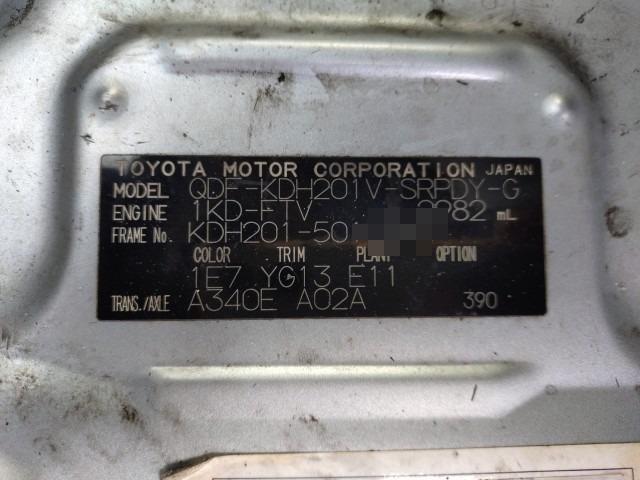 TOYOTA MOTOR CORPORATION JAPAN
MODEL QDF-KDH201V-SRPDY-G
ENGINE 1KD-FTV 2982 mL
FRAME No. KDH201-50
COLOR TRIM PLANT OPTION
1E7 YG13 E11
TRANS./AXLE A340E A02A 390